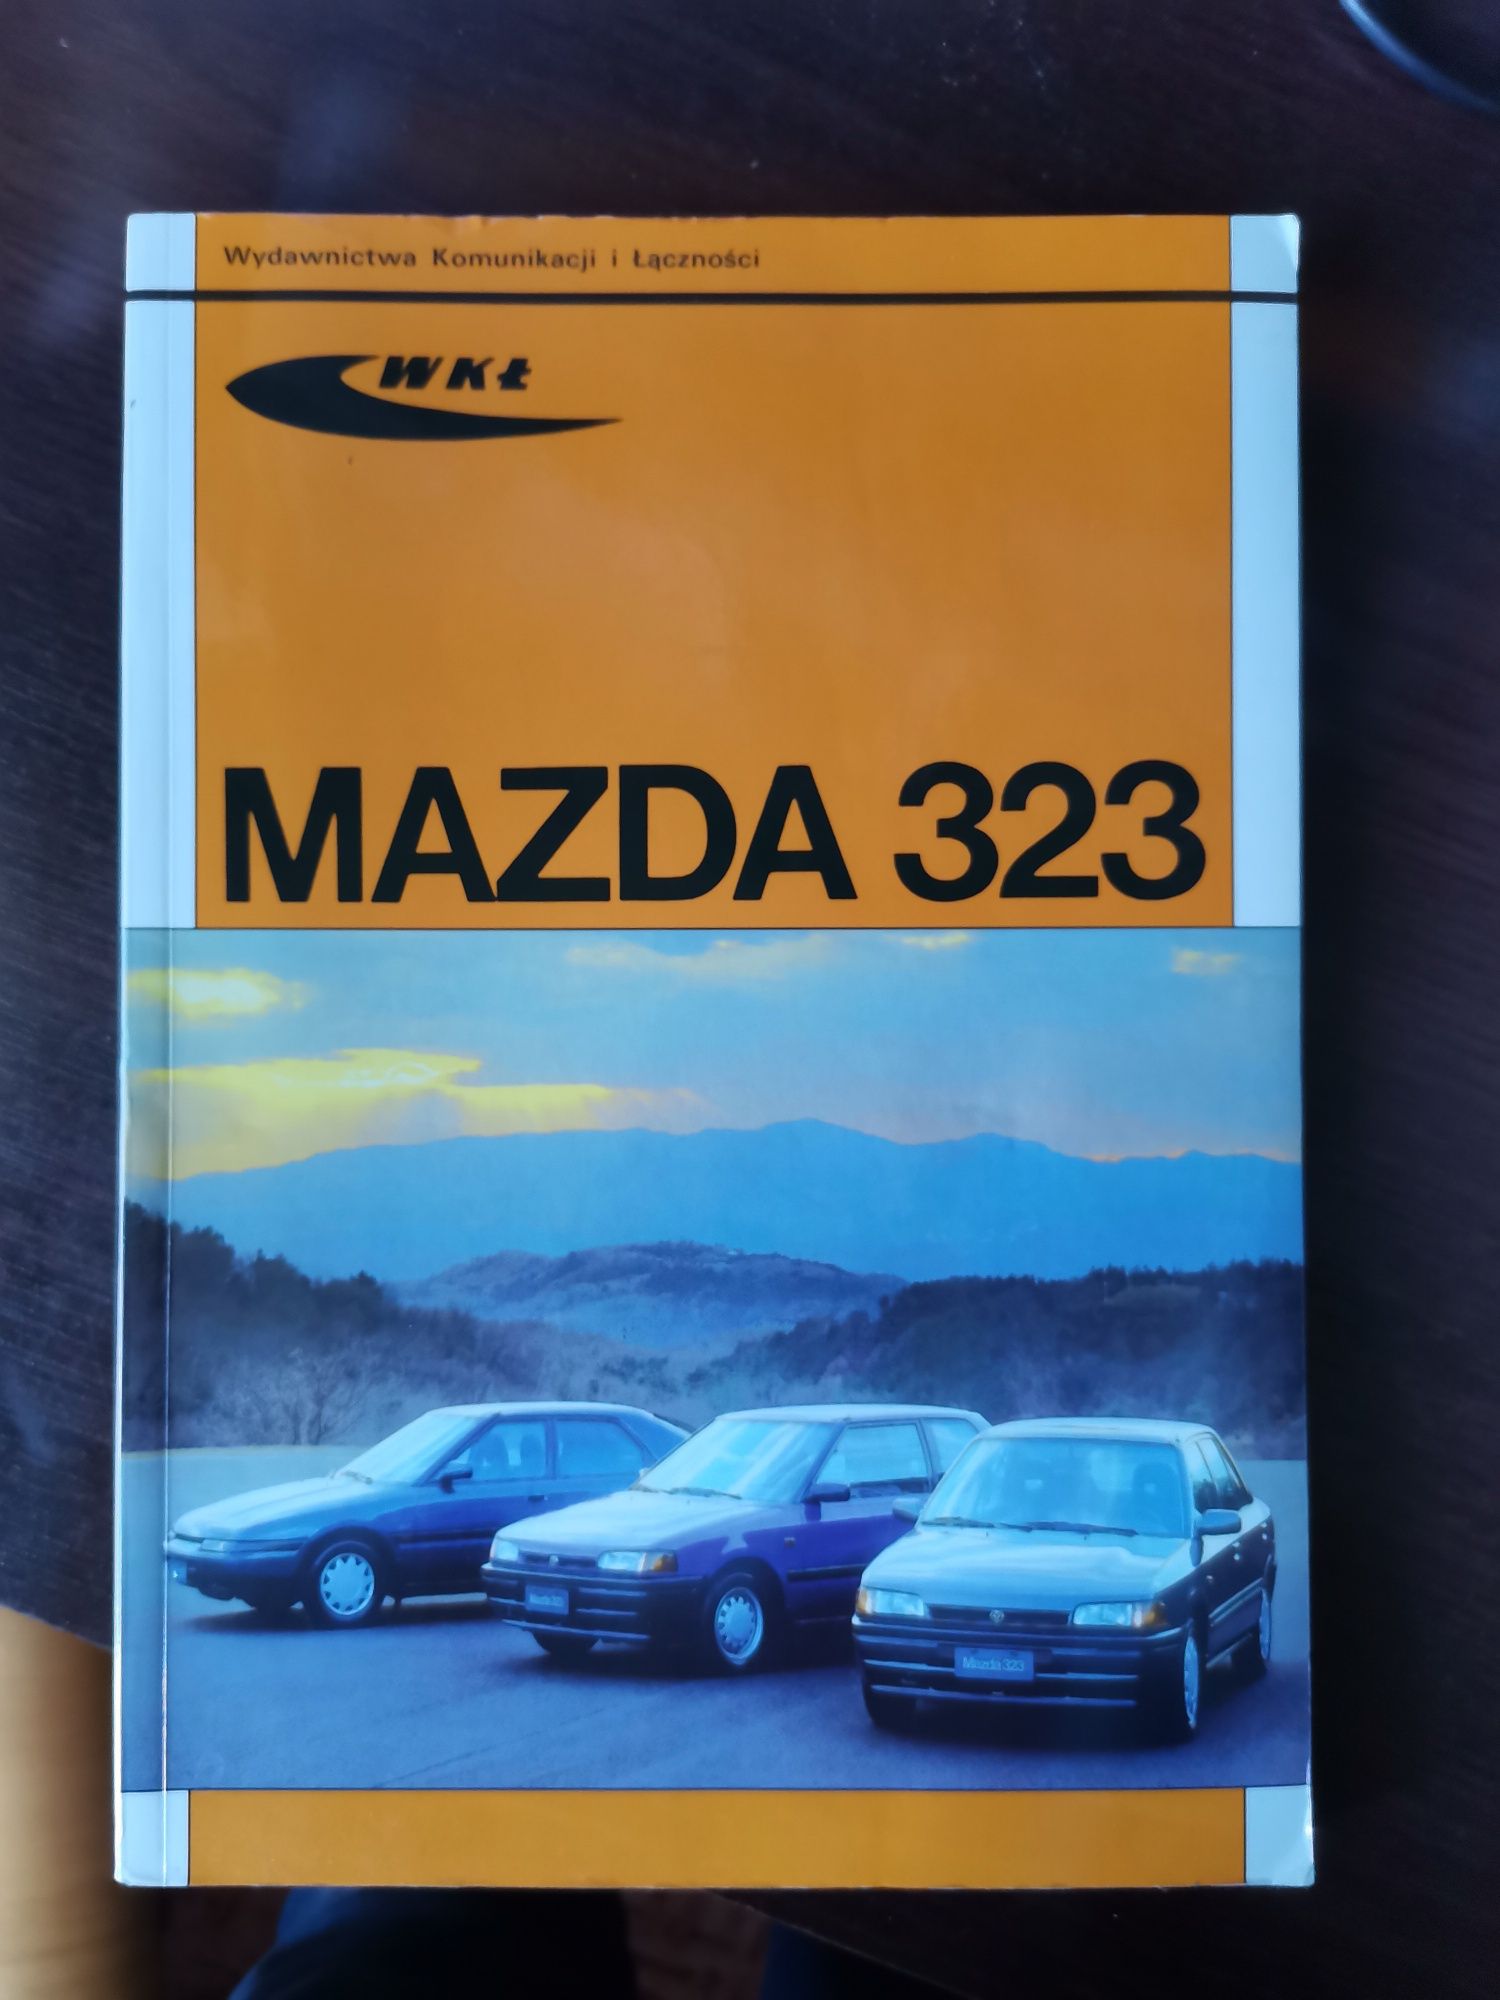 Wydawnictwa Komunikacji i Łączności
WKŁ
MAZDA 323
Mazda 323
Mazda 323